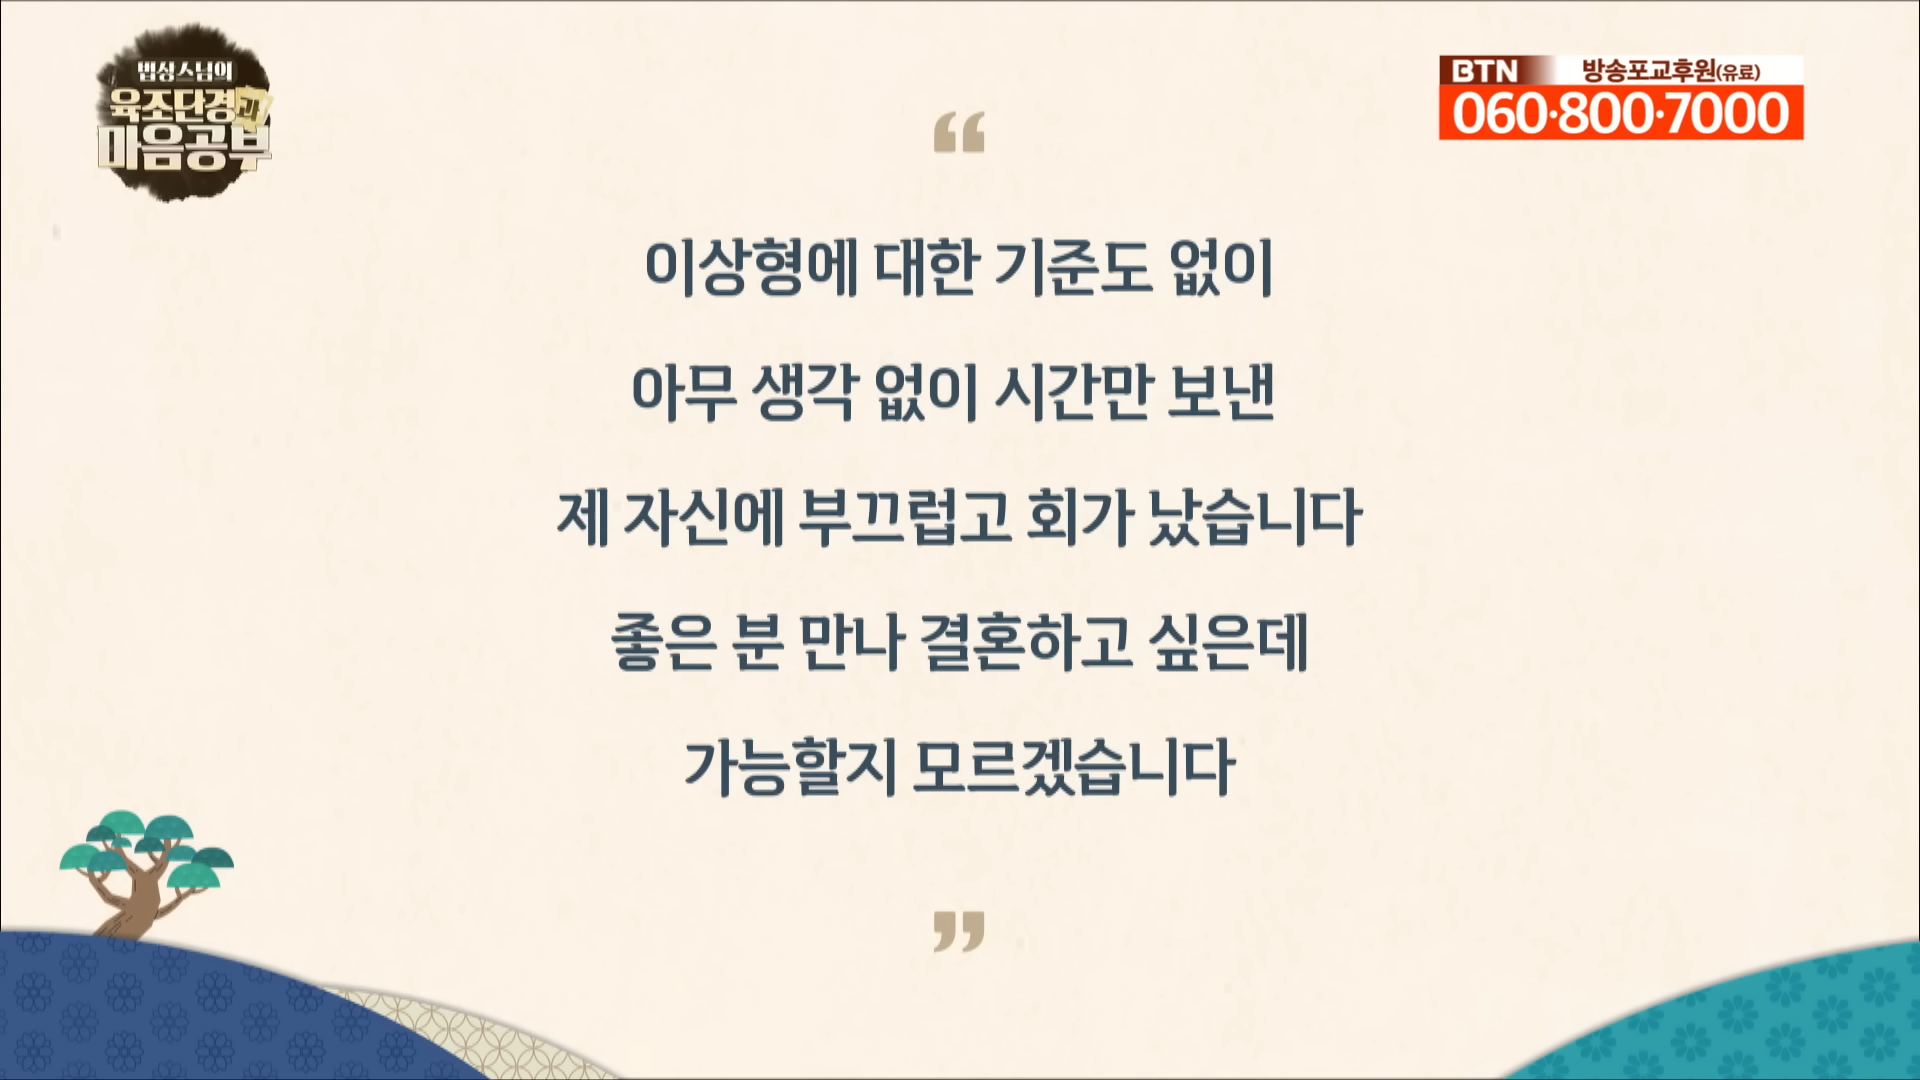 법상스님의
육조단경과
마음공부
BTN 방송포교후원(유료)
060·800·7000
“
이상형에 대한 기준도 없이
아무 생각 없이 시간만 보낸
제 자신에 부끄럽고 회가 났습니다
좋은 분 만나 결혼하고 싶은데
가능할지 모르겠습니다
”